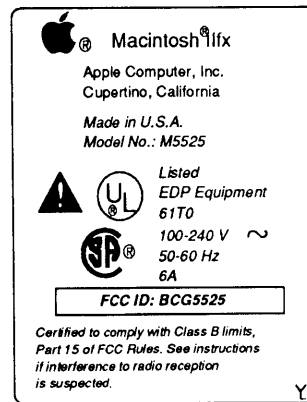 ® Macintosh® IIfx
Apple Computer, Inc.
Cupertino, California
Made in U.S.A.
Model No.: M5525
UL ®
Listed
EDP Equipment
61T0
SA ®
100-240 V ~
50-60 Hz
6A
FCC ID: BCG5525
Certified to comply with Class B limits,
Part 15 of FCC Rules. See instructions
if interference to radio reception
is suspected.
Y